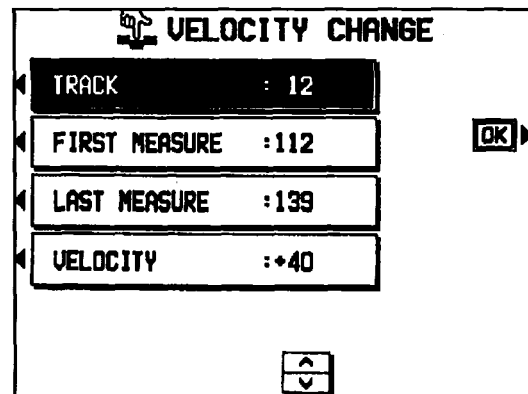 VELOCITY CHANGE
TRACK : 12
FIRST MEASURE :112
OK
LAST MEASURE :139
VELOCITY :+40